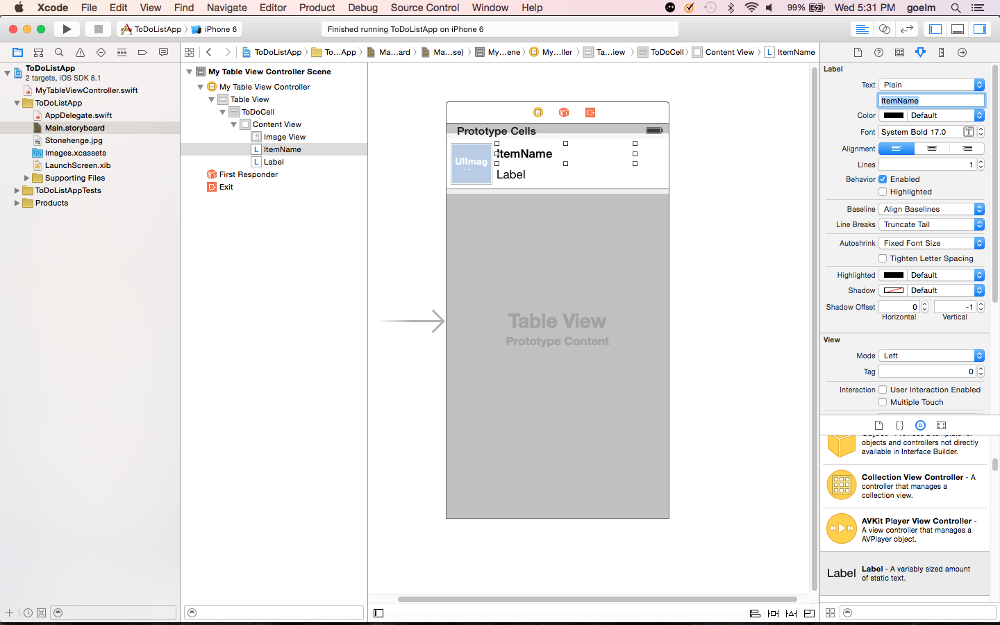 Xcode File Edit View Find Navigate Editor Product Debug Source Control Window Help 99% Wed 5:31 PM goelm
ToDoListApp iPhone 6 Finished running ToDoListApp on iPhone 6
ToDoListApp To...App Ma...ard Ma...se) My...ene My...ller Ta...iew ToDoCell Content View L ItemName
ToDoListApp
2 targets, iOS SDK 8.1
MyTableViewController.swift
ToDoListApp
AppDelegate.swift
Main.storyboard
Stonehenge.jpg
Images.xcassets
LaunchScreen.xib
Supporting Files
ToDoListAppTests
Products
My Table View Controller Scene
My Table View Controller
Table View
ToDoCell
Content View
Image View
L ItemName
L Label
First Responder
Exit
Prototype Cells
UIImag
ItemName
Label
Table View
Prototype Content
Label
Text Plain
ItemName
Color Default
Font System Bold 17.0 T
Alignment
Lines 1
Behavior Enabled
Highlighted
Baseline Align Baselines
Line Breaks Truncate Tail
Autoshrink Fixed Font Size
Tighten Letter Spacing
Highlighted Default
Shadow Default
Shadow Offset 0 -1
Horizontal Vertical
View
Mode Left
Tag 0
Interaction User Interaction Enabled
Multiple Touch
{}
objects and controllers not directly
available in Interface Builder.
Collection View Controller - A
controller that manages a
collection view.
AVKit Player View Controller -
A view controller that manages a
AVPlayer object.
Label
Label - A variably sized amount
of static text.